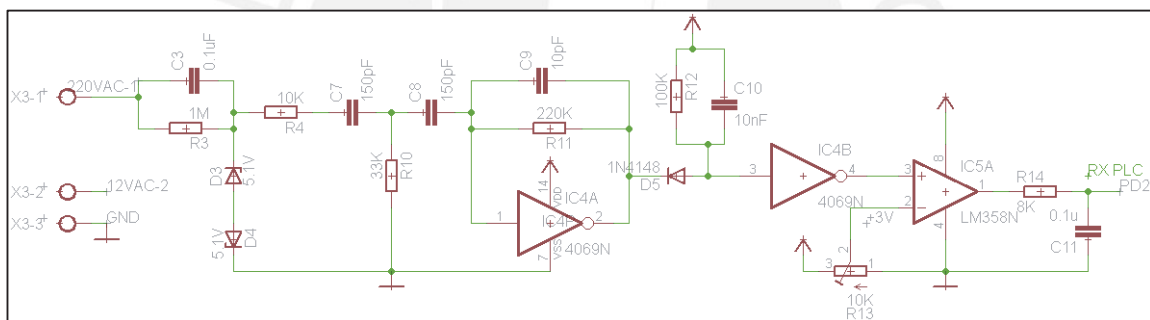 X3-1
220VAC-1
C3
0.1uF
1M
R3
X3-2
12VAC-2
X3-3
GND
D3
5.1V
5.1V
D4
10K
R4
C7
150pF
33K
R10
C8
150pF
C9
10pF
220K
R11
1
14
VDD
IC4A
2
4069N
7
VSS
100K
R12
C10
10nF
1N4148
D5
3
IC4B
4
4069N
3
2
8
IC5A
1
LM358N
4
+3V
2
3
1
10K
R13
R14
8K
0.1u
C11
RX PLC
PD2